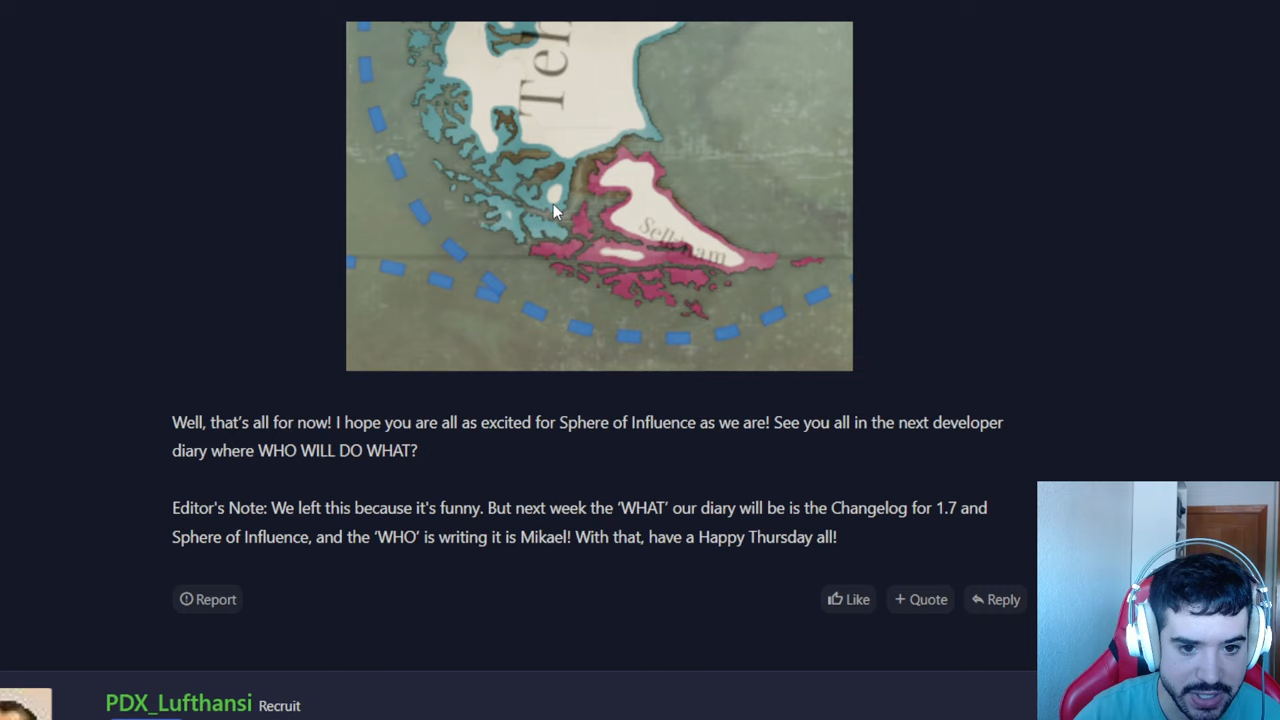 Teh
Selk'nam
Well, that's all for now! I hope you are all as excited for Sphere of Influence as we are! See you all in the next developer
diary where WHO WILL DO WHAT?
Editor's Note: We left this because it's funny. But next week the ‘WHAT’ our diary will be is the Changelog for 1.7 and
Sphere of Influence, and the ‘WHO’ is writing it is Mikael! With that, have a Happy Thursday all!
Report
Like
+ Quote
Reply
PDX_Lufthansi Recruit